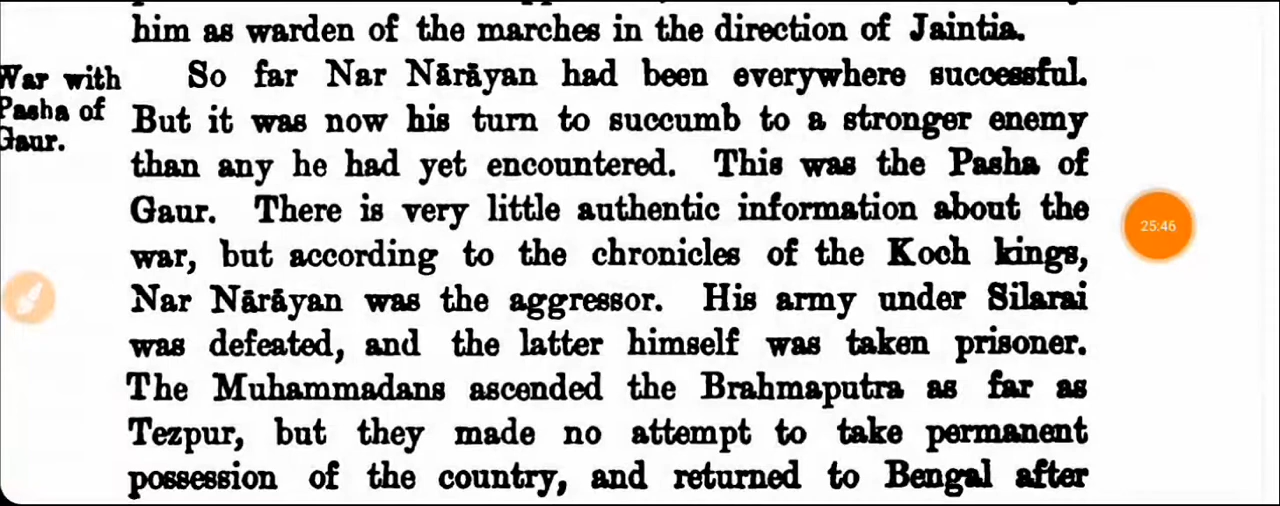 him as warden of the marches in the direction of Jaintia.
War with
Pasha of
Gaur.
So far Nar Nārāyan had been everywhere successful.
But it was now his turn to succumb to a stronger enemy
than any he had yet encountered. This was the Pasha of
Gaur. There is very little authentic information about the
war, but according to the chronicles of the Koch kings,
Nar Nārāyan was the aggressor. His army under Silarai
was defeated, and the latter himself was taken prisoner.
The Muhammadans ascended the Brahmaputra as far as
Tezpur, but they made no attempt to take permanent
possession of the country, and returned to Bengal after
25:46